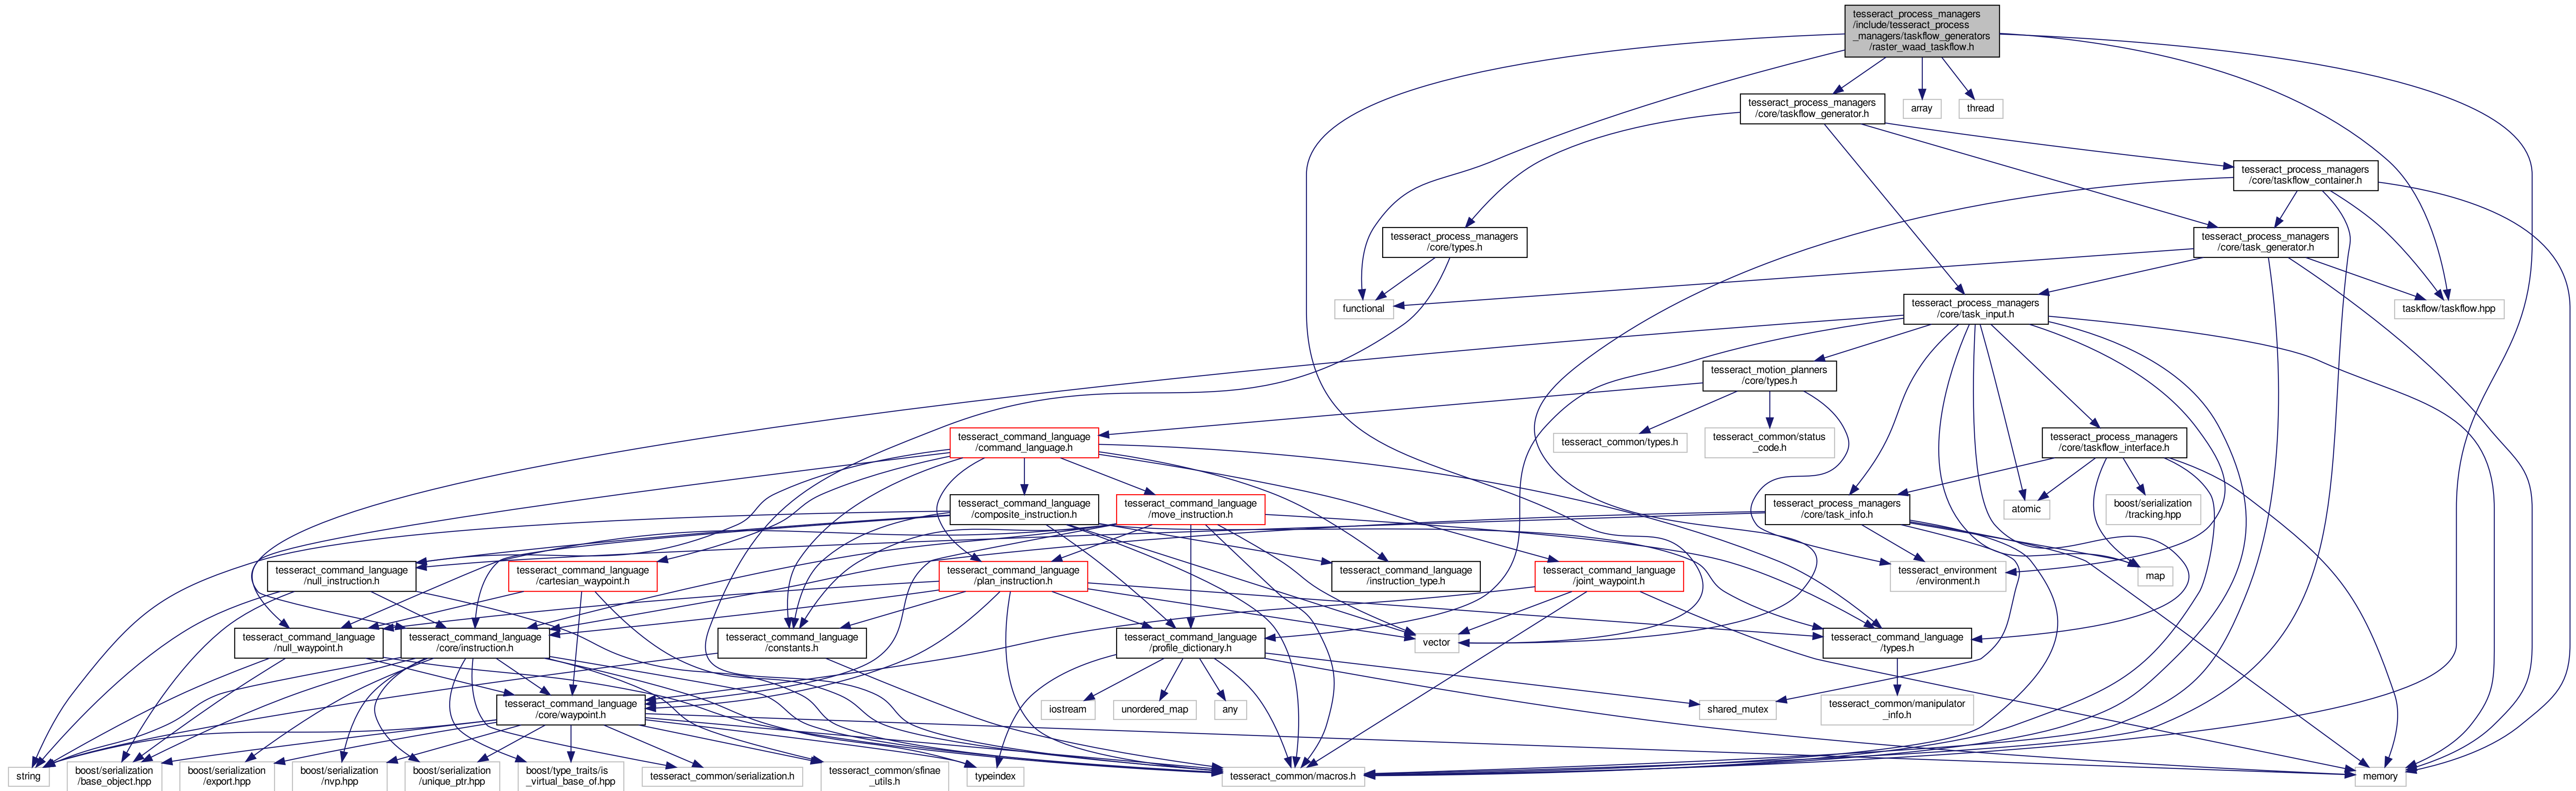 tesseract_process_managers
/include/tesseract_process
_managers/taskflow_generators
/raster_waad_taskflow.h
tesseract_process_managers
/core/taskflow_generator.h
array
thread
tesseract_process_managers
/core/taskflow_container.h
tesseract_process_managers
/core/types.h
tesseract_process_managers
/core/task_generator.h
functional
tesseract_process_managers
/core/task_input.h
taskflow/taskflow.hpp
tesseract_motion_planners
/core/types.h
tesseract_command_language
/command_language.h
tesseract_common/types.h
tesseract_common/status
_code.h
tesseract_process_managers
/core/taskflow_interface.h
tesseract_command_language
/composite_instruction.h
tesseract_command_language
/move_instruction.h
tesseract_process_managers
/core/task_info.h
atomic
boost/serialization
/tracking.hpp
tesseract_command_language
/null_instruction.h
tesseract_command_language
/cartesian_waypoint.h
tesseract_command_language
/plan_instruction.h
tesseract_command_language
/instruction_type.h
tesseract_command_language
/joint_waypoint.h
tesseract_environment
/environment.h
map
tesseract_command_language
/null_waypoint.h
tesseract_command_language
/core/instruction.h
tesseract_command_language
/constants.h
tesseract_command_language
/profile_dictionary.h
vector
tesseract_command_language
/types.h
tesseract_command_language
/core/waypoint.h
iostream
unordered_map
any
shared_mutex
tesseract_common/manipulator
_info.h
string
boost/serialization
/base_object.hpp
boost/serialization
/export.hpp
boost/serialization
/nvp.hpp
boost/serialization
/unique_ptr.hpp
boost/type_traits/is
_virtual_base_of.hpp
tesseract_common/serialization.h
tesseract_common/sfinae
_utils.h
typeindex
tesseract_common/macros.h
memory